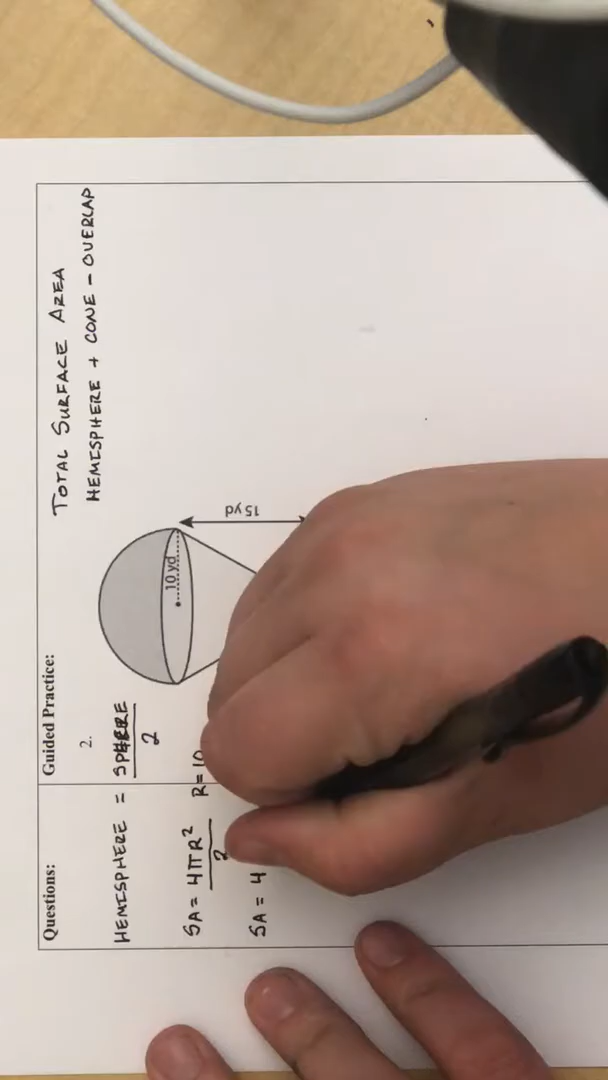 Questions:
Guided Practice:
2.
TOTAL SURFACE AREA
HEMISPHERE + CONE - OVERLAP
HEMISPHERE = SPHERE
2
SA = 4πR²
2
R=10
SA = 4
10 yd
15 yd